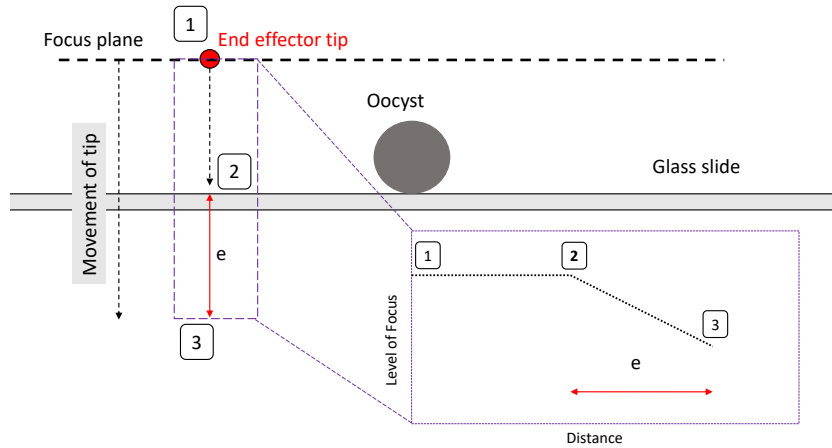 1
Focus plane
End effector tip
Oocyst
2
Glass slide
Movement of tip
e
3
1
2
3
Level of Focus
e
Distance